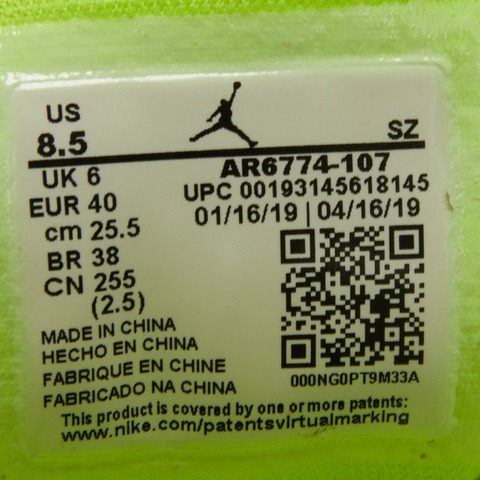 US
8.5
SZ
UK 6
EUR 40
cm 25.5
BR 38
CN 255
(2.5)
AR6774-107
UPC 00193145618145
01/16/19 | 04/16/19
000NG0PT9M33A
MADE IN CHINA
HECHO EN CHINA
FABRIQUE EN CHINE
FABRICADO NA CHINA
This product is covered by one or more patents:
www.nike.com/patentsvirtualmarking